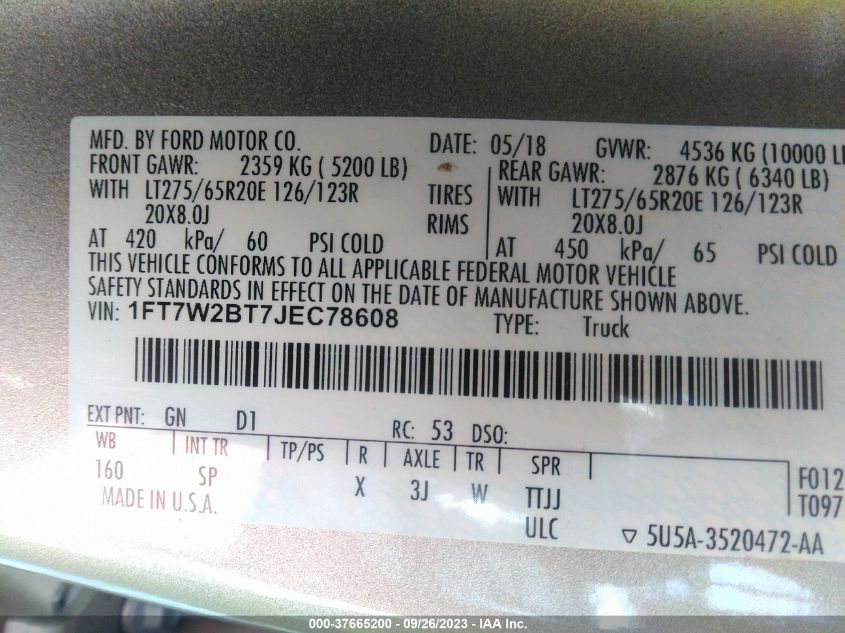 MFD. BY FORD MOTOR CO. DATE: 05/18 GVWR: 4536 KG (10000
FRONT GAWR: 2359 KG ( 5200 LB) REAR GAWR: 2876 KG ( 6340 LB)
WITH LT275/65R20E 126/123R TIRES WITH LT275/65R20E 126/123R
20X8.0J RIMS 20X8.0J
AT 420 kPa/ 60 PSI COLD AT 450 kPa/ 65 PSI COLD
THIS VEHICLE CONFORMS TO ALL APPLICABLE FEDERAL MOTOR VEHICLE
SAFETY STANDARDS IN EFFECT ON THE DATE OF MANUFACTURE SHOWN ABOVE.
VIN: 1FT7W2BT7JEC78608 TYPE: Truck
EXT PNT: GN D1 RC: 53 DSO:
WB INT TR TP/PS R AXLE TR SPR
160 SP X 3J W TTJJ F012
MADE IN U.S.A. ULC T097
5U5A-3520472-AA
000-37665200 - 09/26/2023 - IAA Inc.